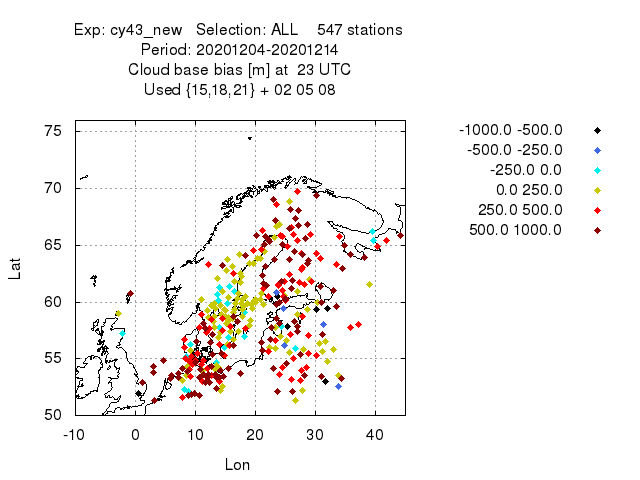 Exp: cy43_new Selection: ALL 547 stations
Period: 20201204-20201214
Cloud base bias [m] at 23 UTC
Used {15,18,21} + 02 05 08
-1000.0 -500.0
-500.0 -250.0
-250.0 0.0
0.0 250.0
250.0 500.0
500.0 1000.0
75
70
65
60
55
50
Lat
-10 0 10 20 30 40
Lon